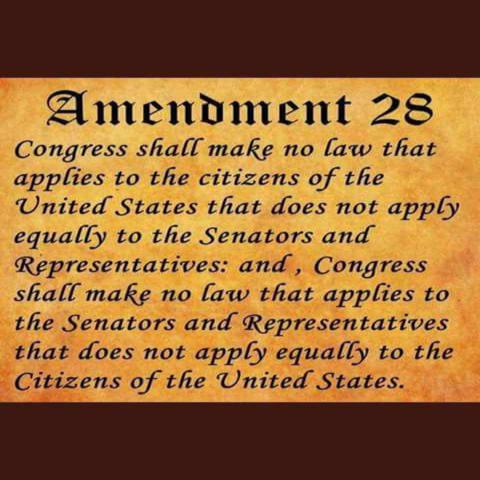 Amendment 28
Congress shall make no law that
applies to the citizens of the
United States that does not apply
equally to the Senators and
Representatives: and , Congress
shall make no law that applies to
the Senators and Representatives
that does not apply equally to the
Citizens of the United States.